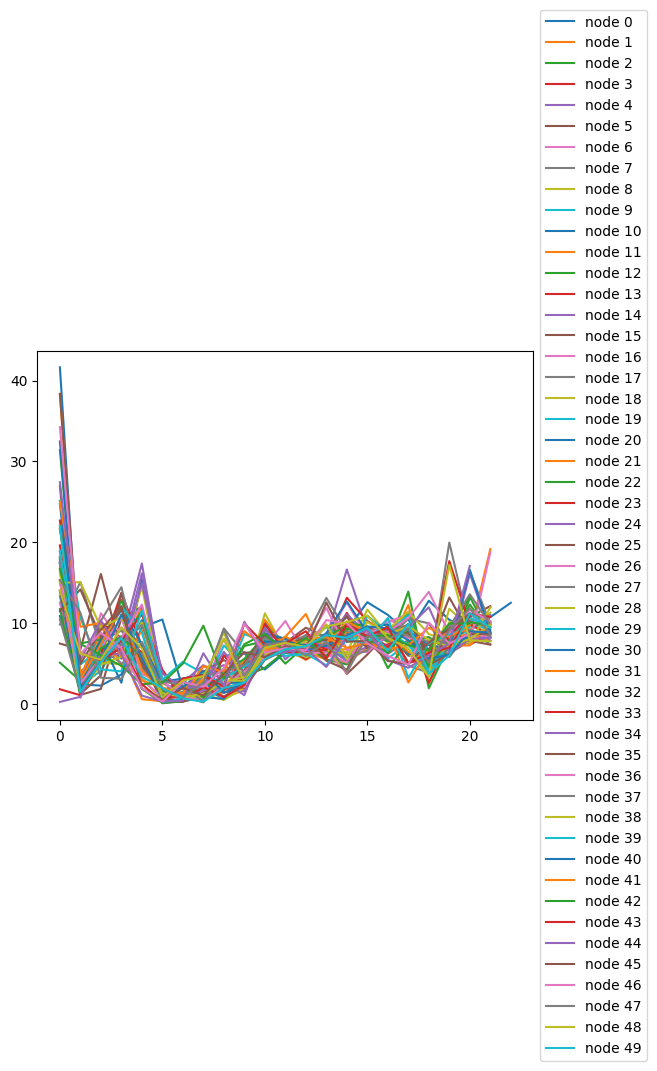 node 0
node 1
node 2
node 3
node 4
node 5
node 6
node 7
node 8
node 9
node 10
node 11
node 12
node 13
node 14
node 15
node 16
node 17
node 18
node 19
node 20
node 21
node 22
node 23
node 24
node 25
node 26
node 27
node 28
node 29
node 30
node 31
node 32
node 33
node 34
node 35
node 36
node 37
node 38
node 39
node 40
node 41
node 42
node 43
node 44
node 45
node 46
node 47
node 48
node 49
40
30
20
10
0
0 5 10 15 20